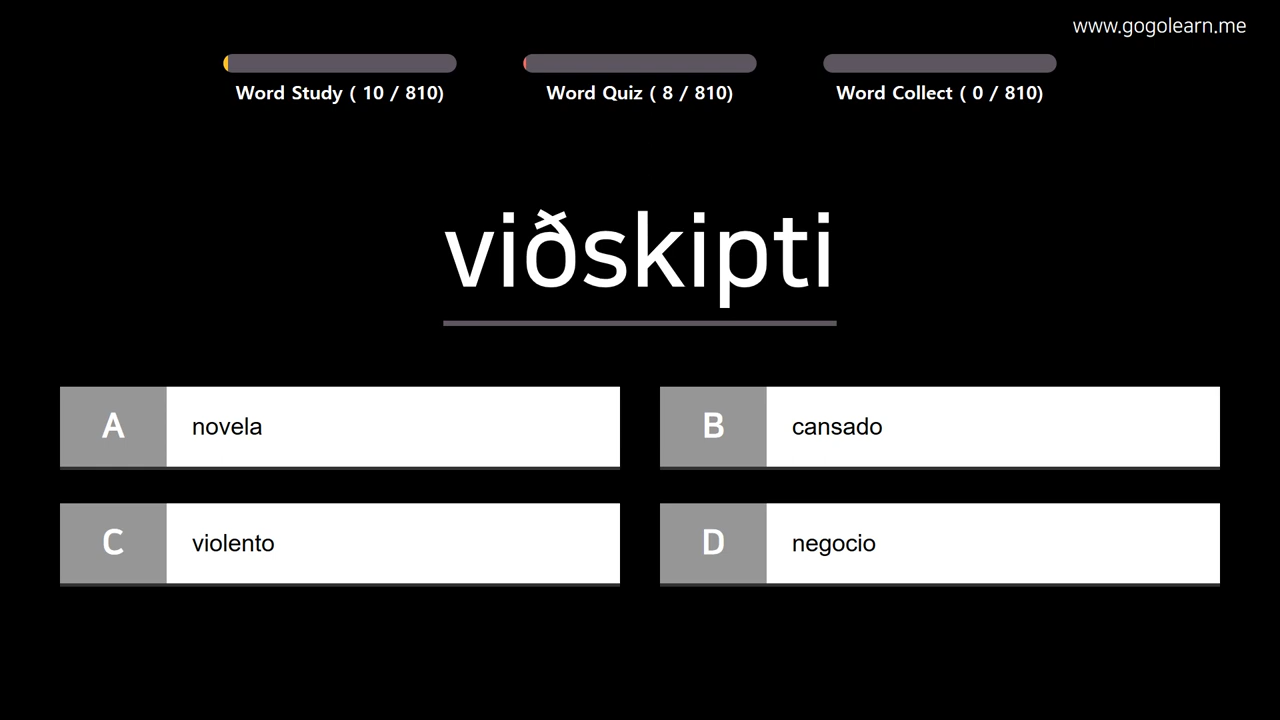 www.gogolearn.me
Word Study ( 10 / 810)
Word Quiz ( 8 / 810)
Word Collect ( 0 / 810)
viðskipti
A novela
B cansado
C violento
D negocio